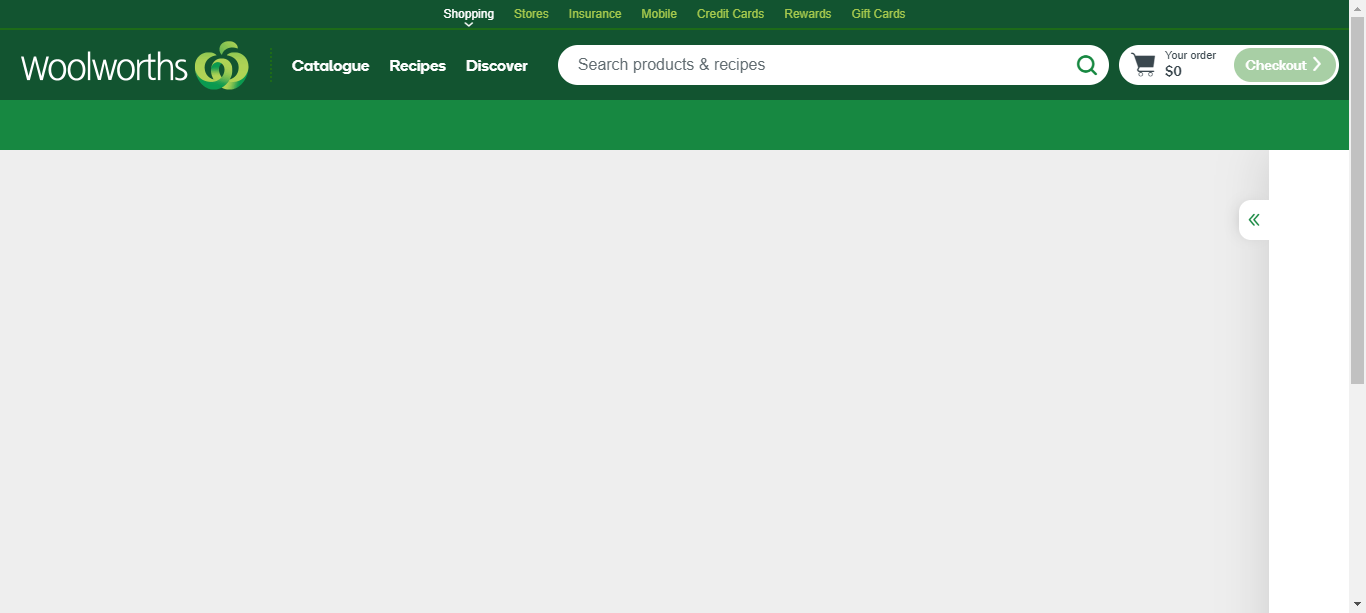 Shopping Stores Insurance Mobile Credit Cards Rewards Gift Cards
Woolworths Catalogue Recipes Discover Search products & recipes
Your order
$0
Checkout